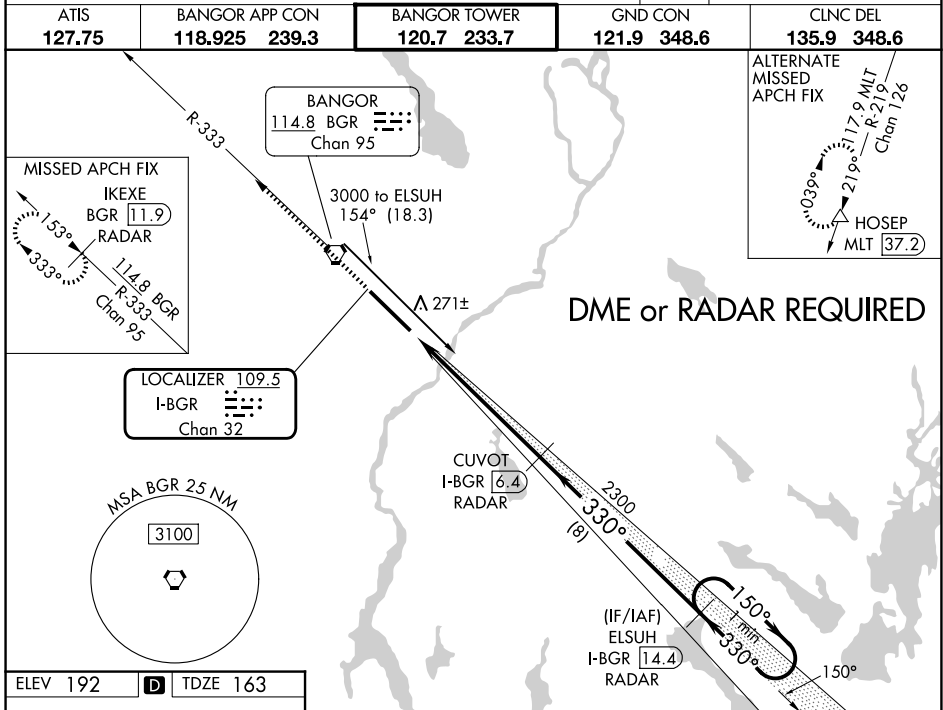 ATIS
127.75
BANGOR APP CON
118.925 239.3
BANGOR TOWER
120.7 233.7
GND CON
121.9 348.6
CLNC DEL
135.9 348.6
ALTERNATE
MISSED
APCH FIX
117.9 MLT
R-219
Chan 126
039°
219°
HOSEP
MLT 37.2
R-333
BANGOR
114.8 BGR
Chan 95
MISSED APCH FIX
IKEXE
BGR 11.9
RADAR
153°
333°
114.8 BGR
R-333
Chan 95
3000 to ELSUH
154° (18.3)
271±
DME or RADAR REQUIRED
LOCALIZER 109.5
I-BGR
Chan 32
CUVOT
I-BGR 6.4
RADAR
2300
330°
(8)
MSA BGR 25 NM
3100
150°
1 min
330°
(IF/IAF)
ELSUH
I-BGR 14.4
RADAR
150°
ELEV 192
D
TDZE 163